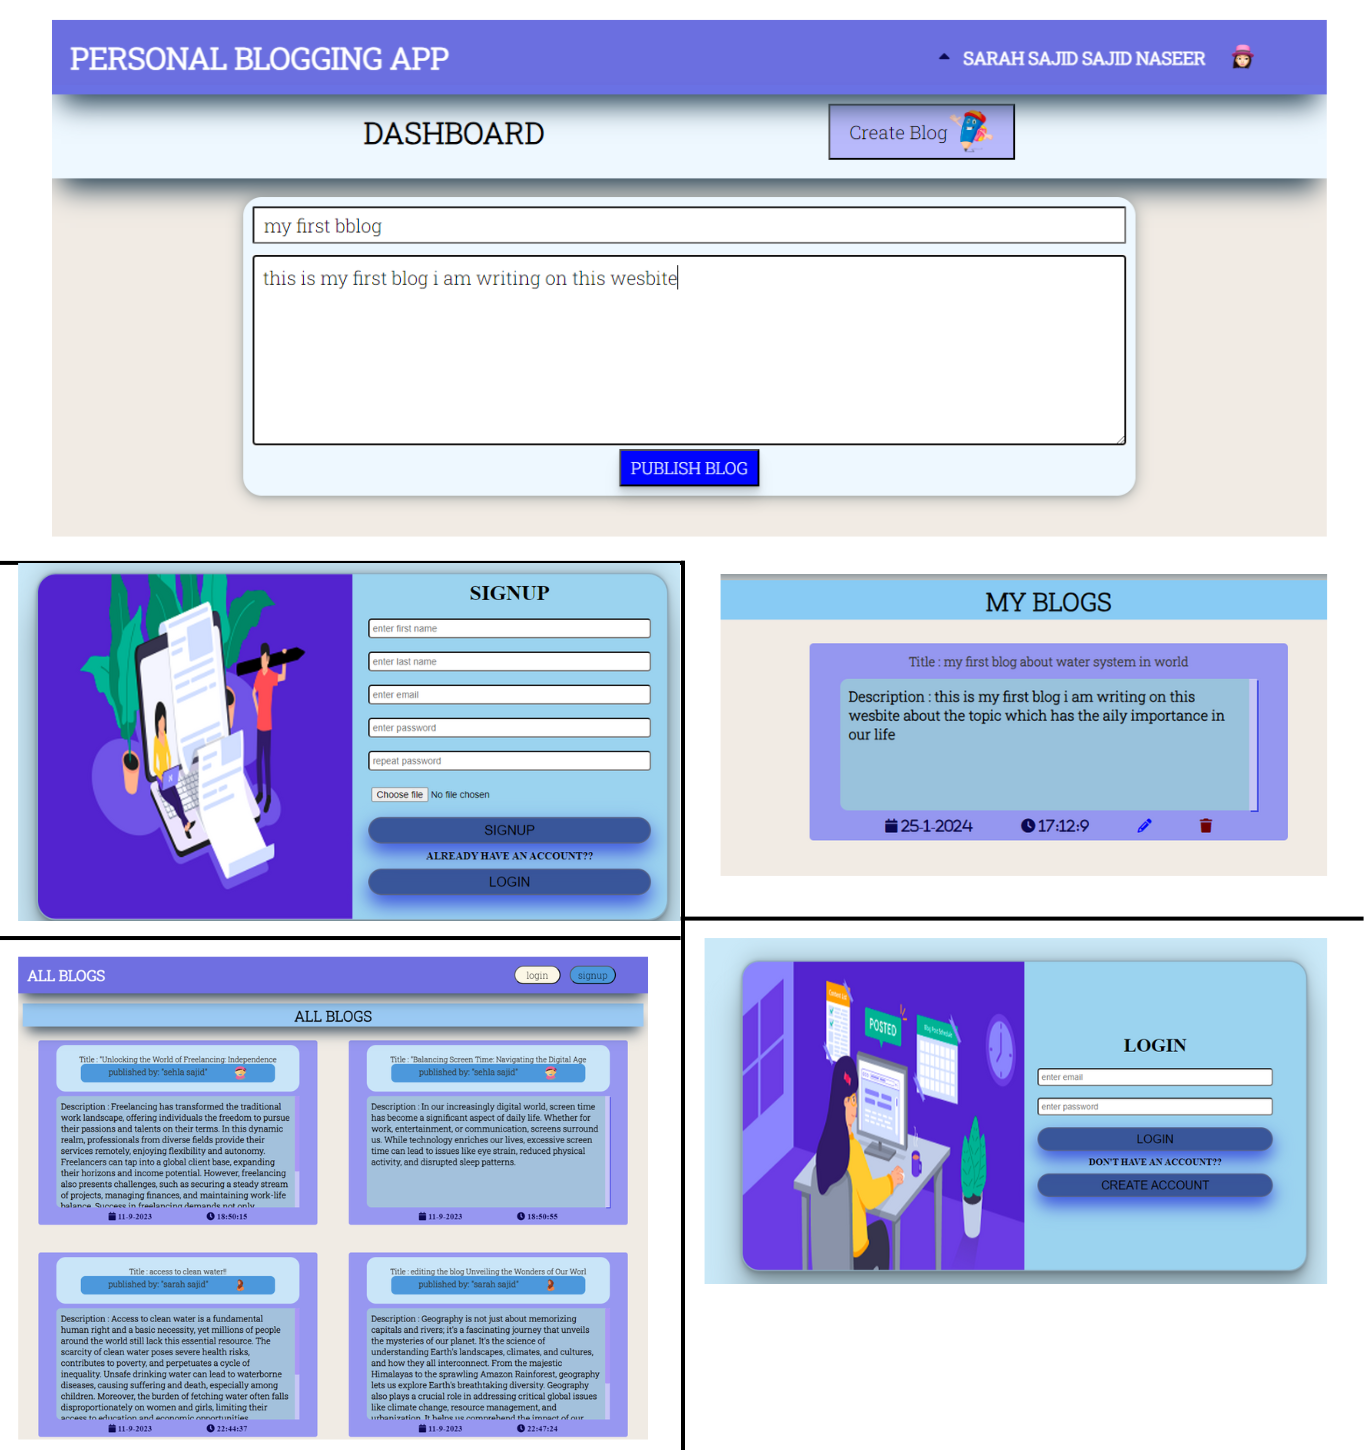 PERSONAL BLOGGING APP
SARAH SAJID SAJID NASEER
DASHBOARD
Create Blog
my first bblog
this is my first blog i am writing on this wesbite
PUBLISH BLOG
SIGNUP
enter first name
enter last name
enter email
enter password
repeat password
Choose file No file chosen
SIGNUP
ALREADY HAVE AN ACCOUNT??
LOGIN
MY BLOGS
Title : my first blog about water system in world
Description : this is my first blog i am writing on this
wesbite about the topic which has the aily importance in
our life
25-1-2024 17:12:9
ALL BLOGS
login signup
ALL BLOGS
Title : "Unlocking the World of Freelancing: Independence
published by: "sehla sajid"
Description : Freelancing has transformed the traditional
work landscape, offering individuals the freedom to pursue
their passions and talents on their terms. In this dynamic
realm, professionals from diverse fields provide their
services remotely, enjoying flexibility and autonomy.
Freelancers can tap into a global client base, expanding
their horizons and income potential. However, freelancing
also presents challenges, such as securing a steady stream
of projects, managing finances, and maintaining work-life
balance. Success in freelancing demands not only
11-9-2023 18:50:15
Title : "Balancing Screen Time: Navigating the Digital Age
published by: "sehla sajid"
Description : In our increasingly digital world, screen time
has become a significant aspect of daily life. Whether for
work, entertainment, or communication, screens surround
us. While technology enriches our lives, excessive screen
time can lead to issues like eye strain, reduced physical
activity, and disrupted sleep patterns.
11-9-2023 18:50:55
Title : access to clean water!!
published by: "sarah sajid"
Description : Access to clean water is a fundamental
human right and a basic necessity, yet millions of people
around the world still lack this essential resource. The
scarcity of clean water poses severe health risks,
contributes to poverty, and perpetuates a cycle of
inequality. Unsafe drinking water can lead to waterborne
diseases, causing suffering and death, especially among
children. Moreover, the burden of fetching water often falls
disproportionately on women and girls, limiting their
access to education and economic opportunities.
11-9-2023 22:44:37
Title : editing the blog Unveiling the Wonders of Our Worl
published by: "sarah sajid"
Description : Geography is not just about memorizing
capitals and rivers; it's a fascinating journey that unveils
the mysteries of our planet. It's the science of
understanding Earth's landscapes, climates, and cultures,
and how they all interconnect. From the majestic
Himalayas to the sprawling Amazon Rainforest, geography
lets us explore Earth's breathtaking diversity. Geography
also plays a crucial role in addressing critical global issues
like climate change, resource management, and
urbanization. It helps us comprehend the impact of our
11-9-2023 22:47:24
POSTED
Blog Post Schedule
LOGIN
enter email
enter password
LOGIN
DON'T HAVE AN ACCOUNT??
CREATE ACCOUNT